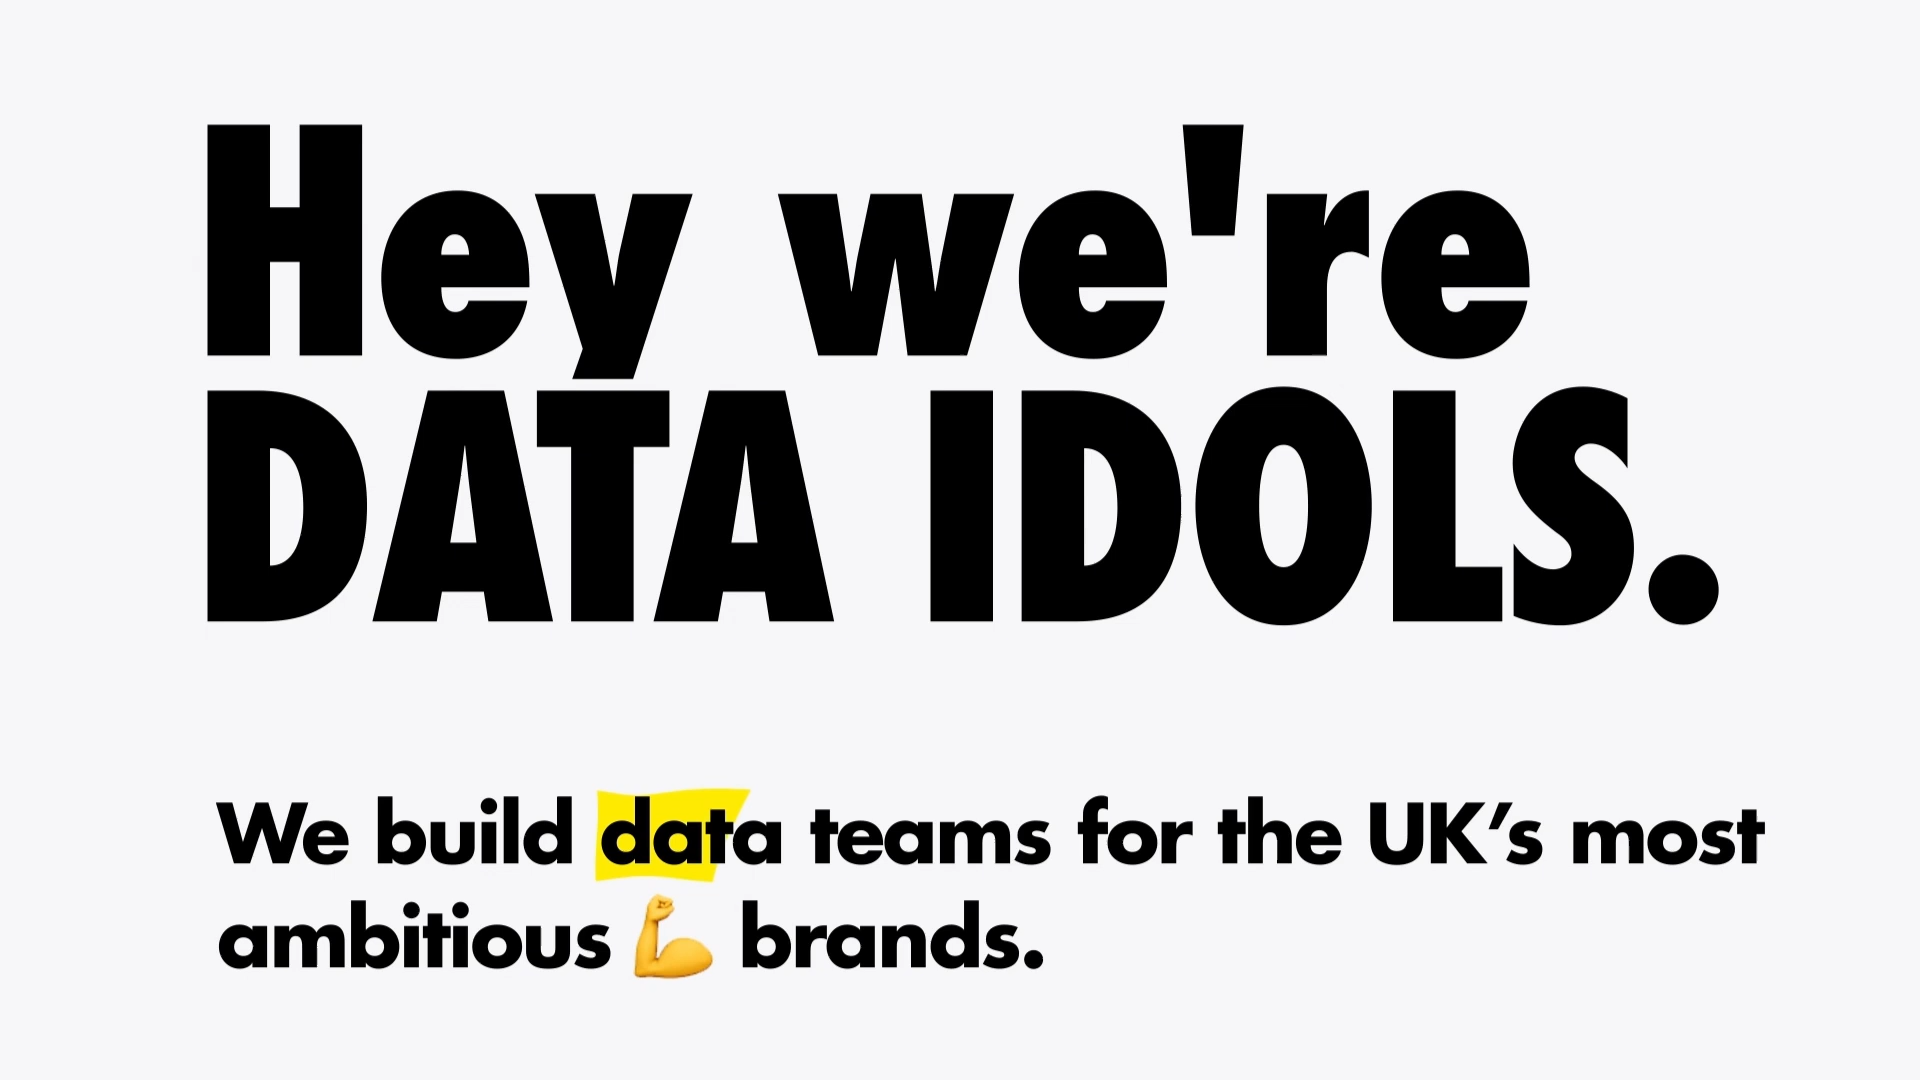 Hey we're
DATA IDOLS.
We build data teams for the UK’s most
ambitious 💪 brands.